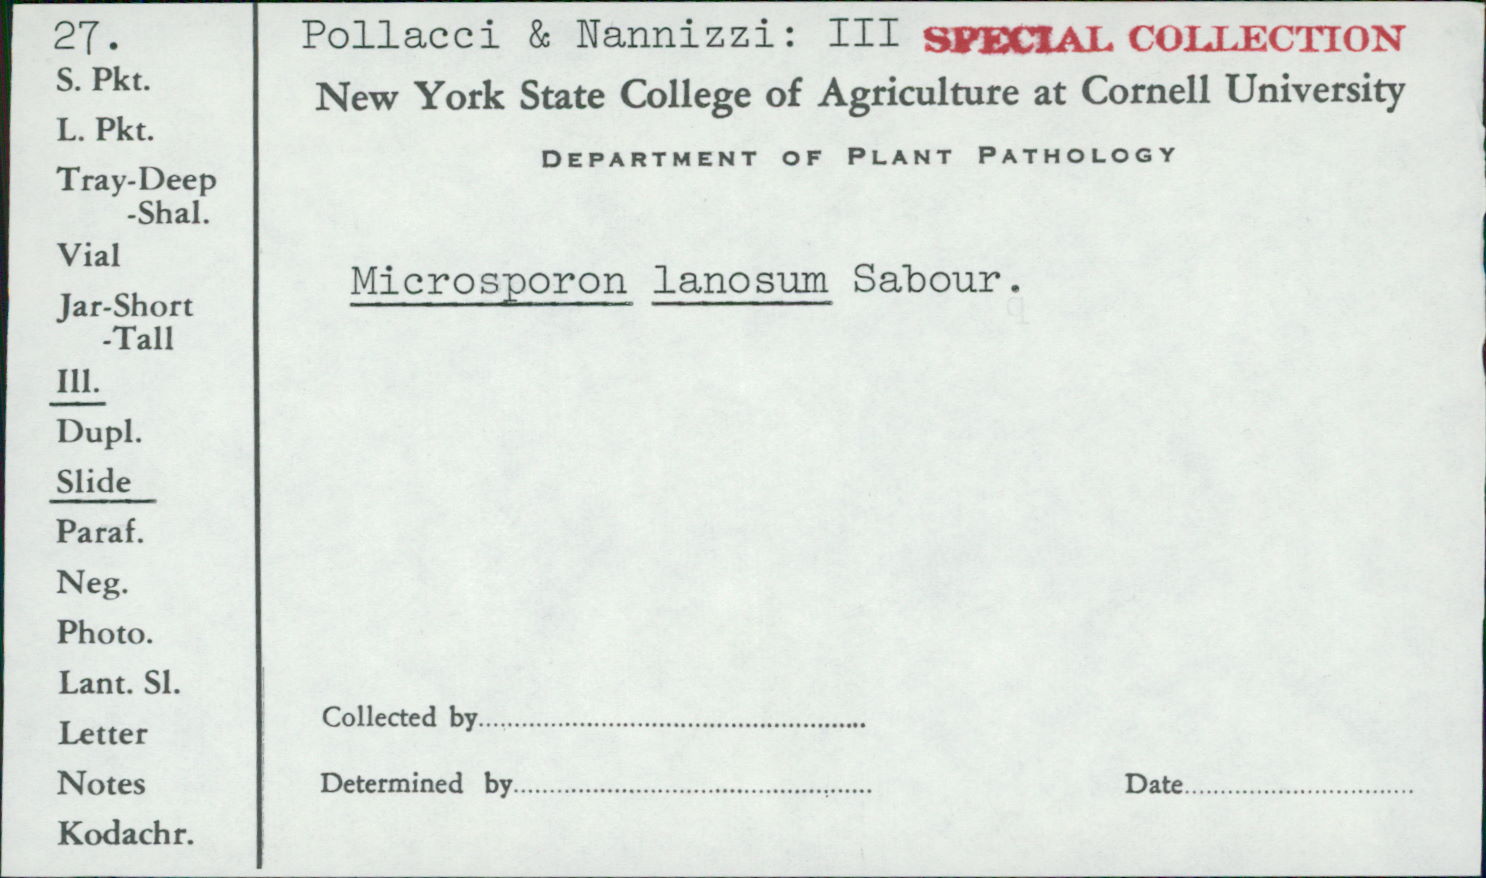 27.
Pollacci & Nannizzi: III SPECIAL COLLECTION
New York State College of Agriculture at Cornell University
DEPARTMENT OF PLANT PATHOLOGY
S. Pkt.
L. Pkt.
Tray-Deep
-Shal.
Vial
Jar-Short
-Tall
Ill.
Dupl.
Slide
Paraf.
Neg.
Photo.
Lant. Sl.
Letter
Notes
Kodachr.
Microsporon lanosum Sabour.
Collected by
Determined by
Date